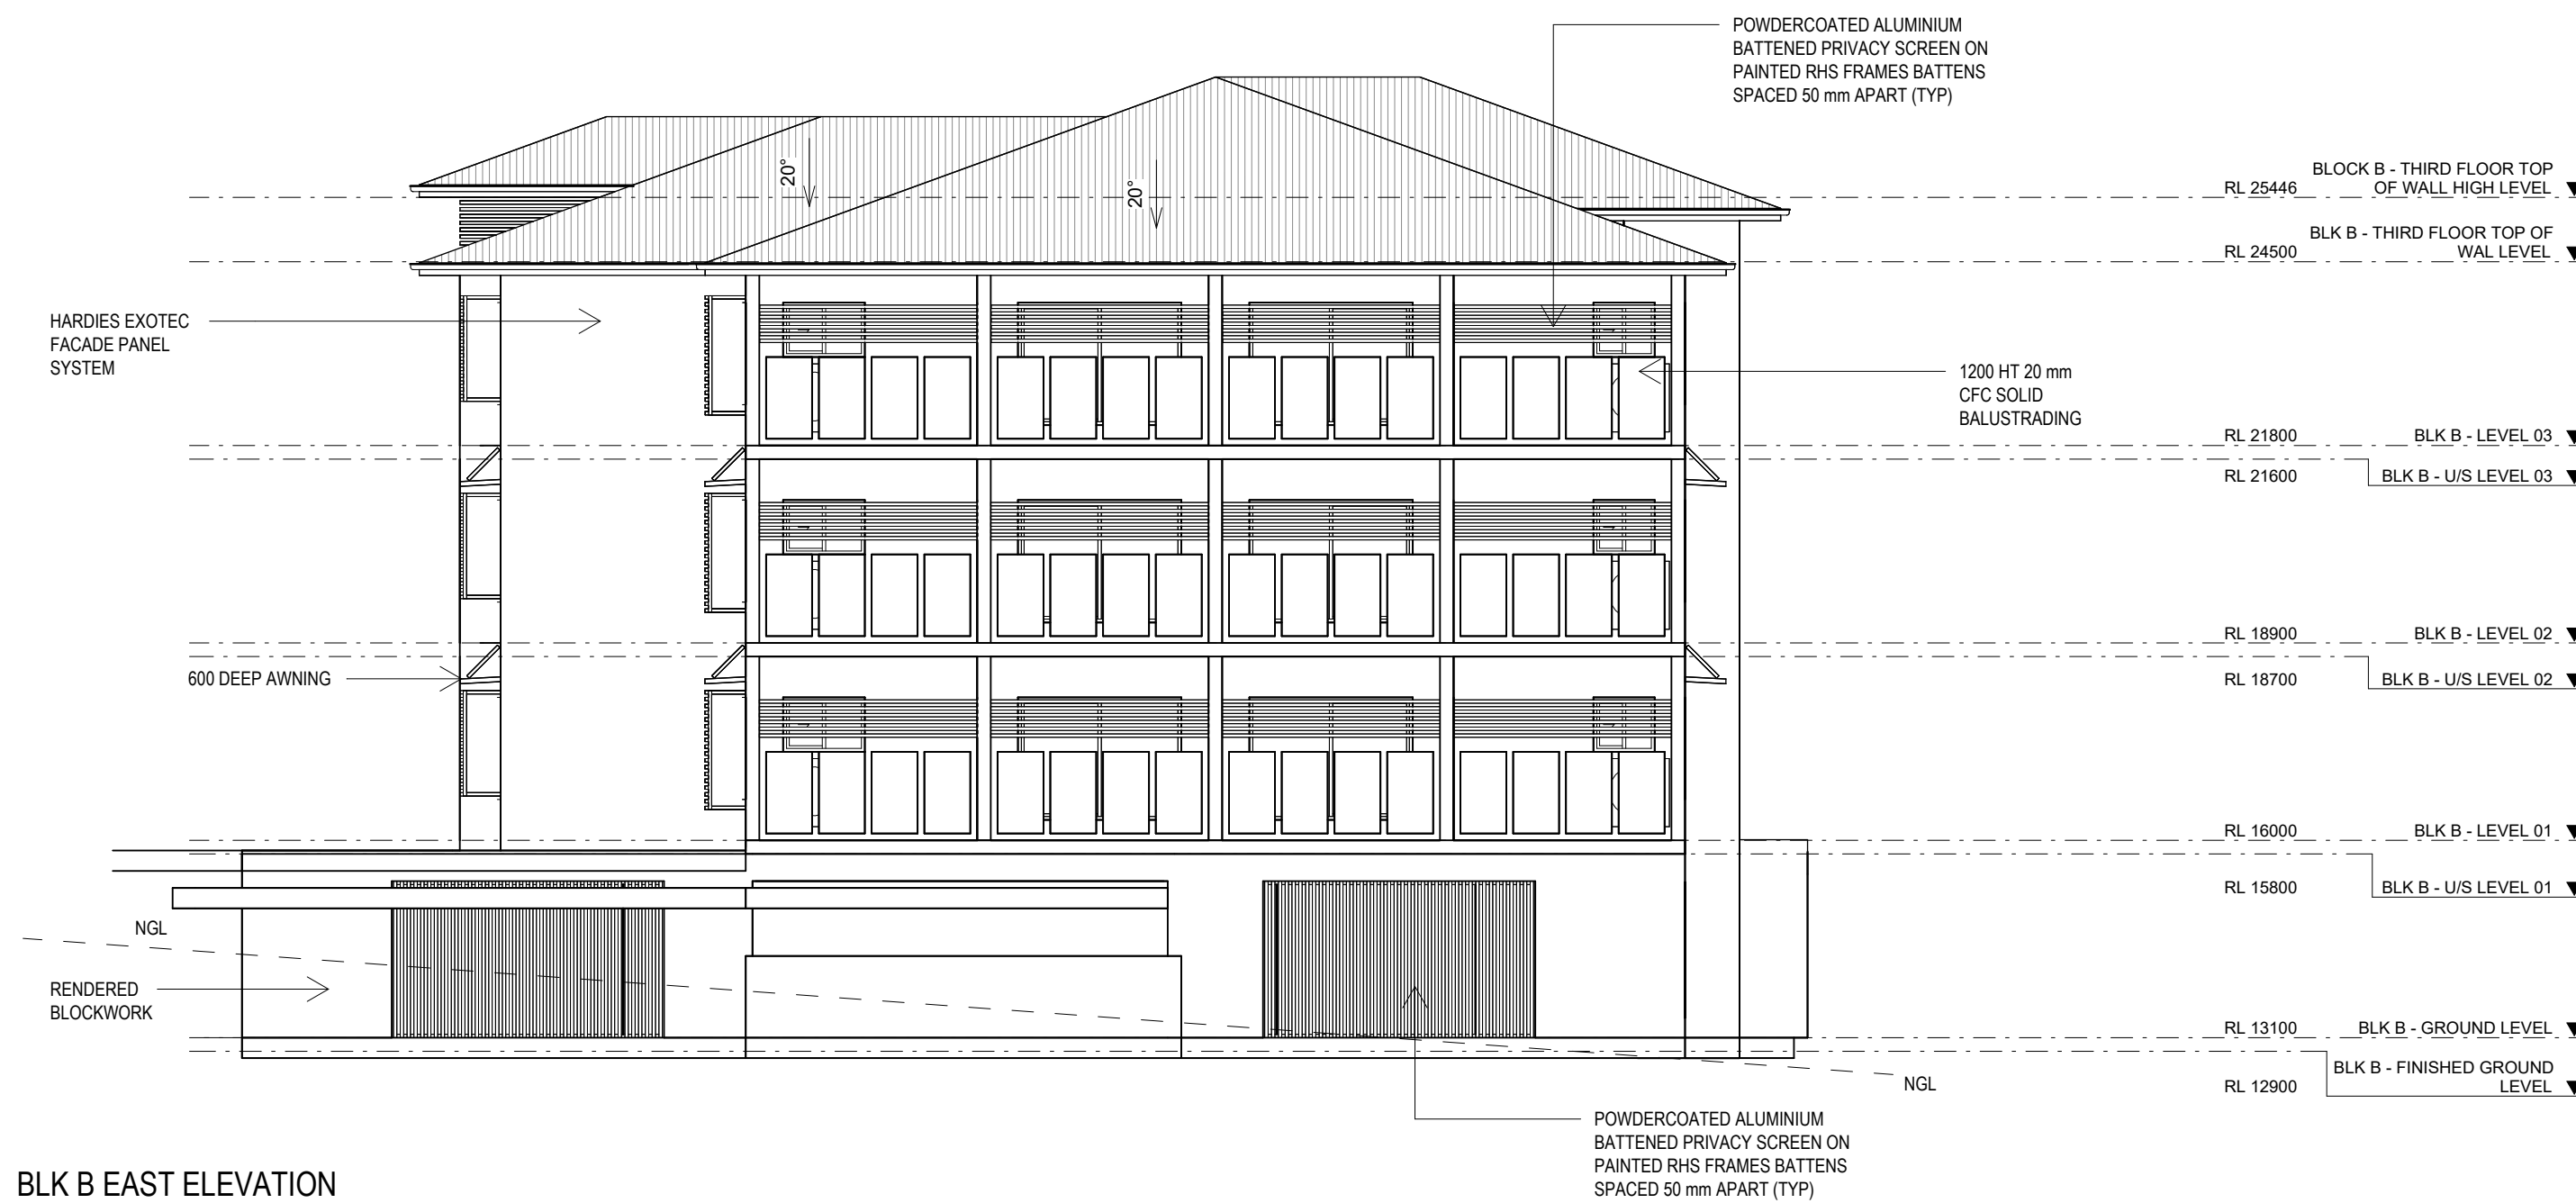 POWDERCOATED ALUMINIUM
BATTENED PRIVACY SCREEN ON
PAINTED RHS FRAMES BATTENS
SPACED 50 mm APART (TYP)
20°
20°
BLOCK B - THIRD FLOOR TOP
RL 25446 OF WALL HIGH LEVEL
BLK B - THIRD FLOOR TOP OF
RL 24500 WAL LEVEL
HARDIES EXOTEC
FACADE PANEL
SYSTEM
1200 HT 20 mm
CFC SOLID
BALUSTRADING
RL 21800 BLK B - LEVEL 03
RL 21600 BLK B - U/S LEVEL 03
RL 18900 BLK B - LEVEL 02
600 DEEP AWNING
RL 18700 BLK B - U/S LEVEL 02
RL 16000 BLK B - LEVEL 01
RL 15800 BLK B - U/S LEVEL 01
NGL
RENDERED
BLOCKWORK
RL 13100 BLK B - GROUND LEVEL
BLK B - FINISHED GROUND
RL 12900 LEVEL
NGL
POWDERCOATED ALUMINIUM
BATTENED PRIVACY SCREEN ON
PAINTED RHS FRAMES BATTENS
SPACED 50 mm APART (TYP)
BLK B EAST ELEVATION